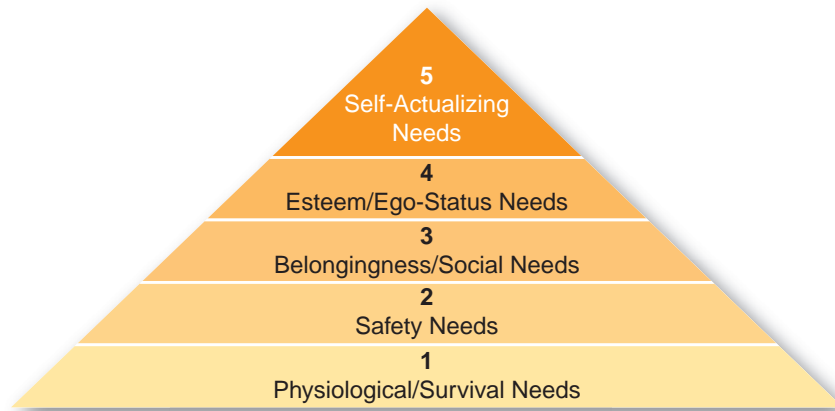 5
Self-Actualizing
Needs
4
Esteem/Ego-Status Needs
3
Belongingness/Social Needs
2
Safety Needs
1
Physiological/Survival Needs